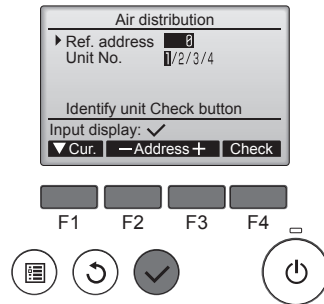 Air distribution
Ref. address 0
Unit No. 1/2/3/4
Identify unit Check button
Input display: ✓
▼ Cur. − Address + Check
F1 F2 F3 F4